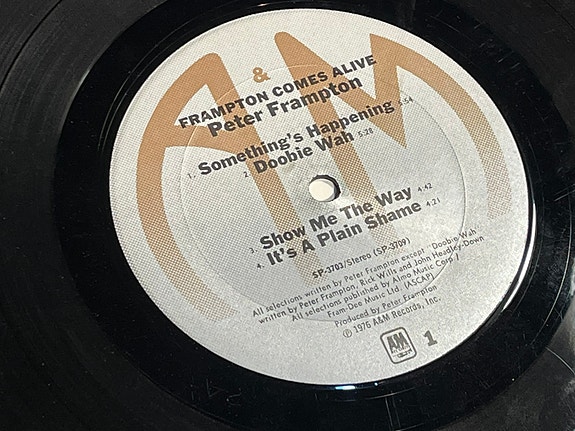 A&M
FRAMPTON COMES ALIVE
Peter Frampton
1. Something's Happening 5:54
2. Doobie Wah 5:28
3. Show Me The Way 4:42
4. It's A Plain Shame 4:21
SP-3703/Stereo (SP-3709)
All selections written by Peter Frampton except "Doobie Wah"
written by Peter Frampton, Rick Wills and John Headley-Down
All selections published by Almo Music Corp./
Fram-Dee Music Ltd. (ASCAP)
Produced by Peter Frampton
℗ 1976 A&M Records, Inc.
AM
1